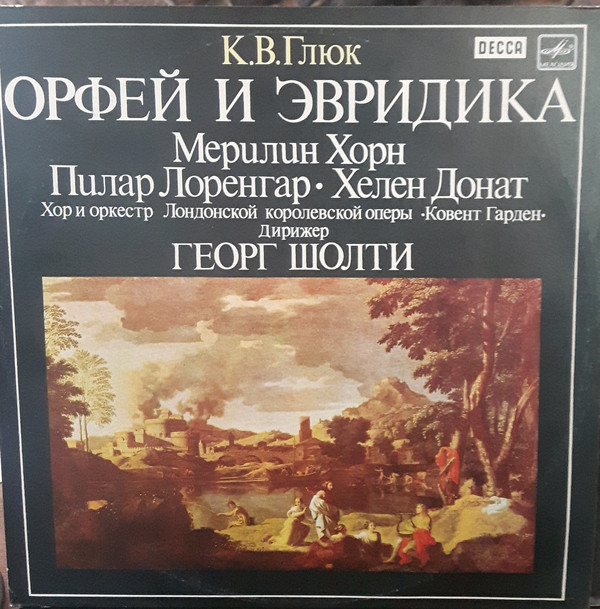 К.В.Глюк
DECCA
МЕЛОДИЯ
ОРФЕЙ И ЭВРИДИКА
Мерилин Хорн
Пилар Лоренгар · Хелен Донат
Хор и оркестр Лондонской королевской оперы «Ковент Гарден»
Дирижер
ГЕОРГ ШОЛТИ